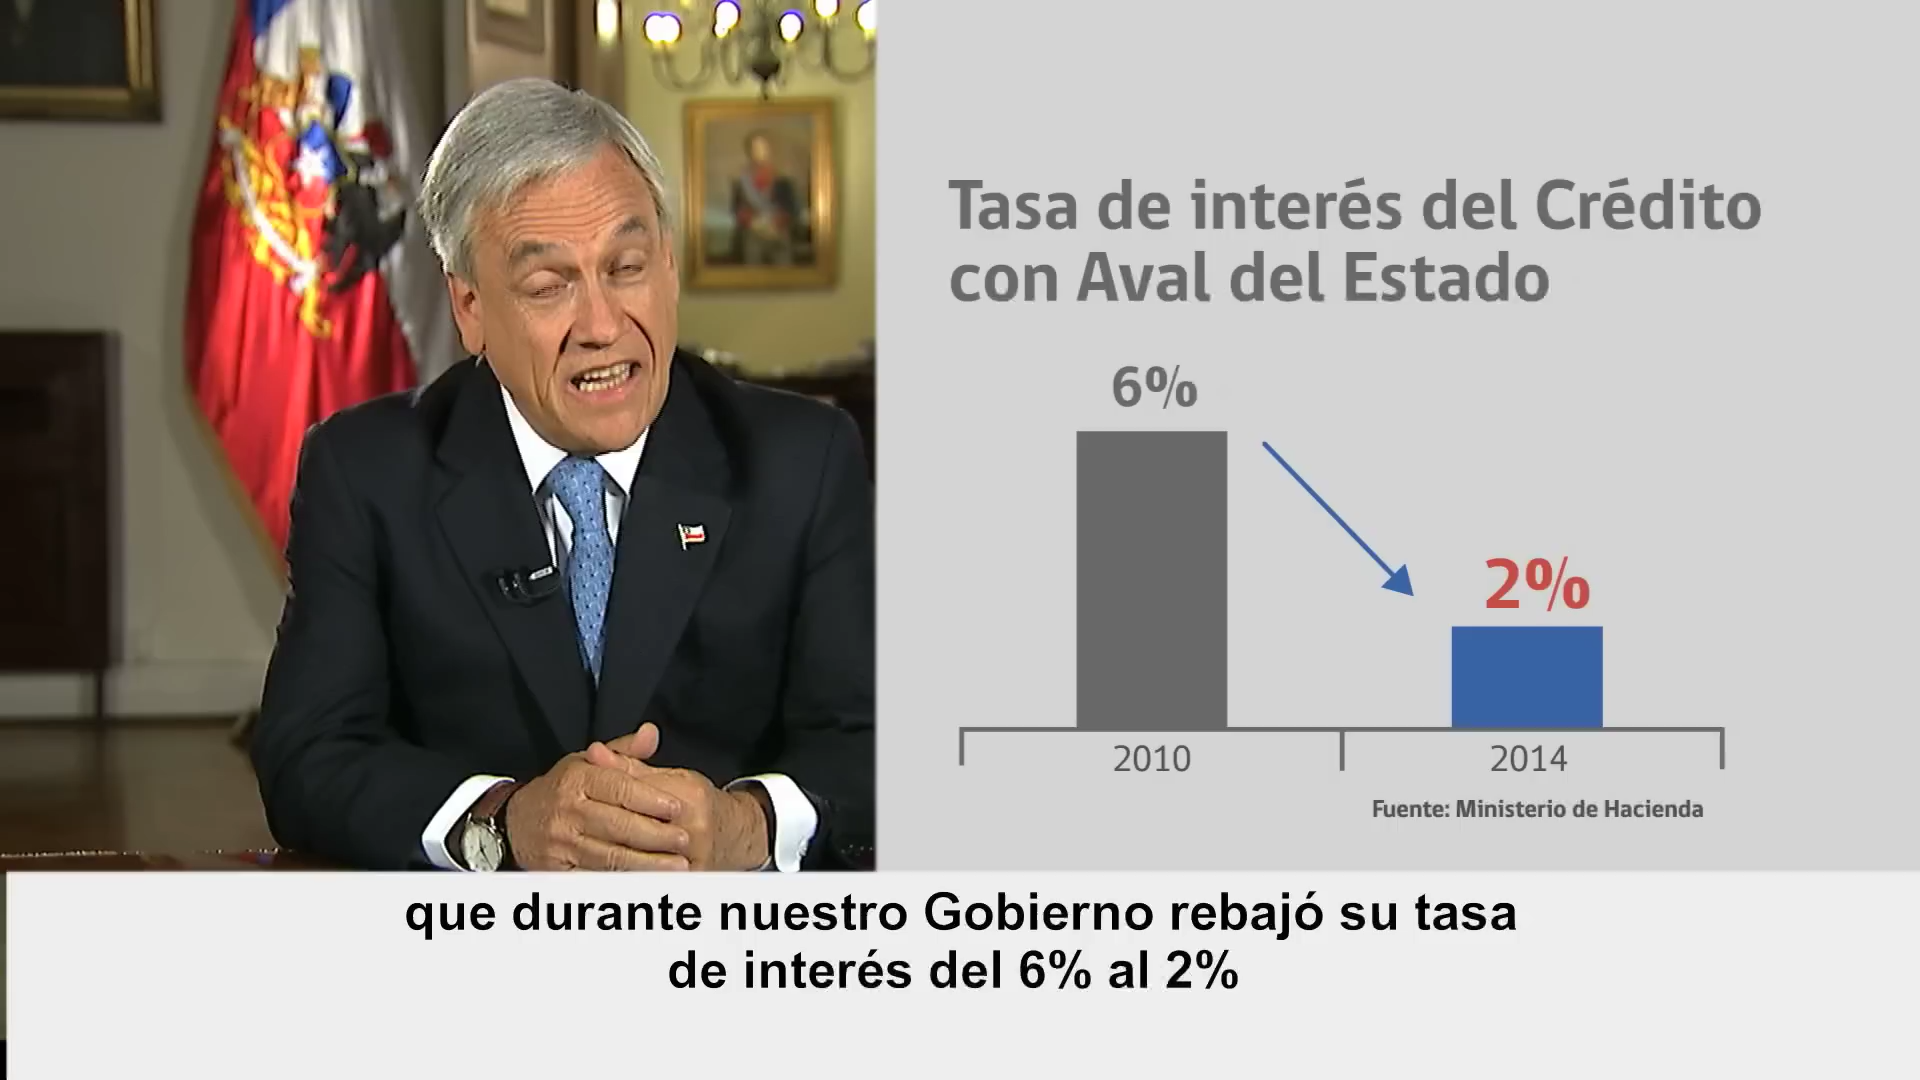 Tasa de interés del Crédito
con Aval del Estado
6%
2%
2010
2014
Fuente: Ministerio de Hacienda
que durante nuestro Gobierno rebajó su tasa
de interés del 6% al 2%